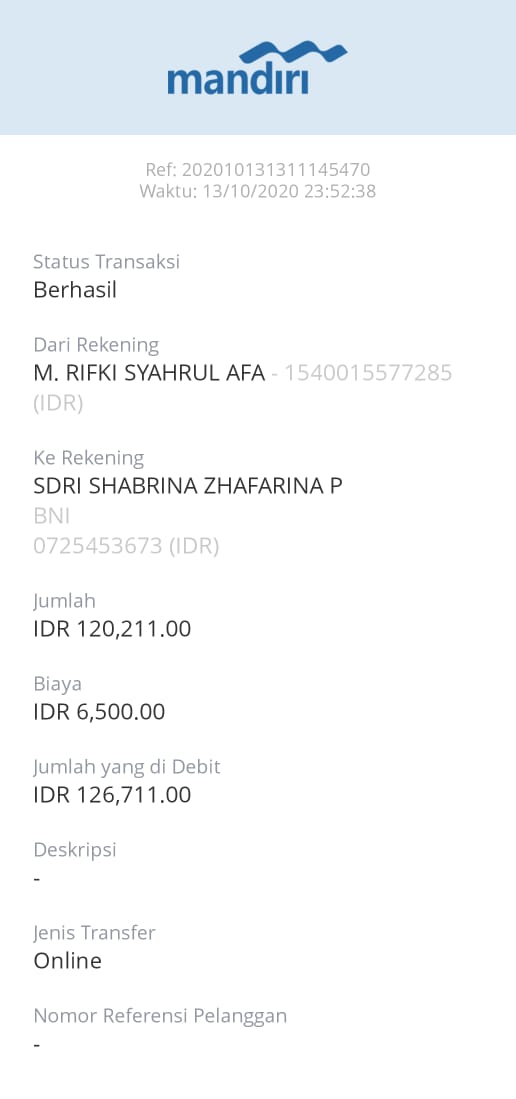 mandırı
Ref: 202010131311145470
Waktu: 13/10/2020 23:52:38
Status Transaksi
Berhasil
Dari Rekening
M. RIFKI SYAHRUL AFA - 1540015577285
(IDR)
Ke Rekening
SDRI SHABRINA ZHAFARINA P
BNI
0725453673 (IDR)
Jumlah
IDR 120,211.00
Biaya
IDR 6,500.00
Jumlah yang di Debit
IDR 126,711.00
Deskripsi
-
Jenis Transfer
Online
Nomor Referensi Pelanggan
-